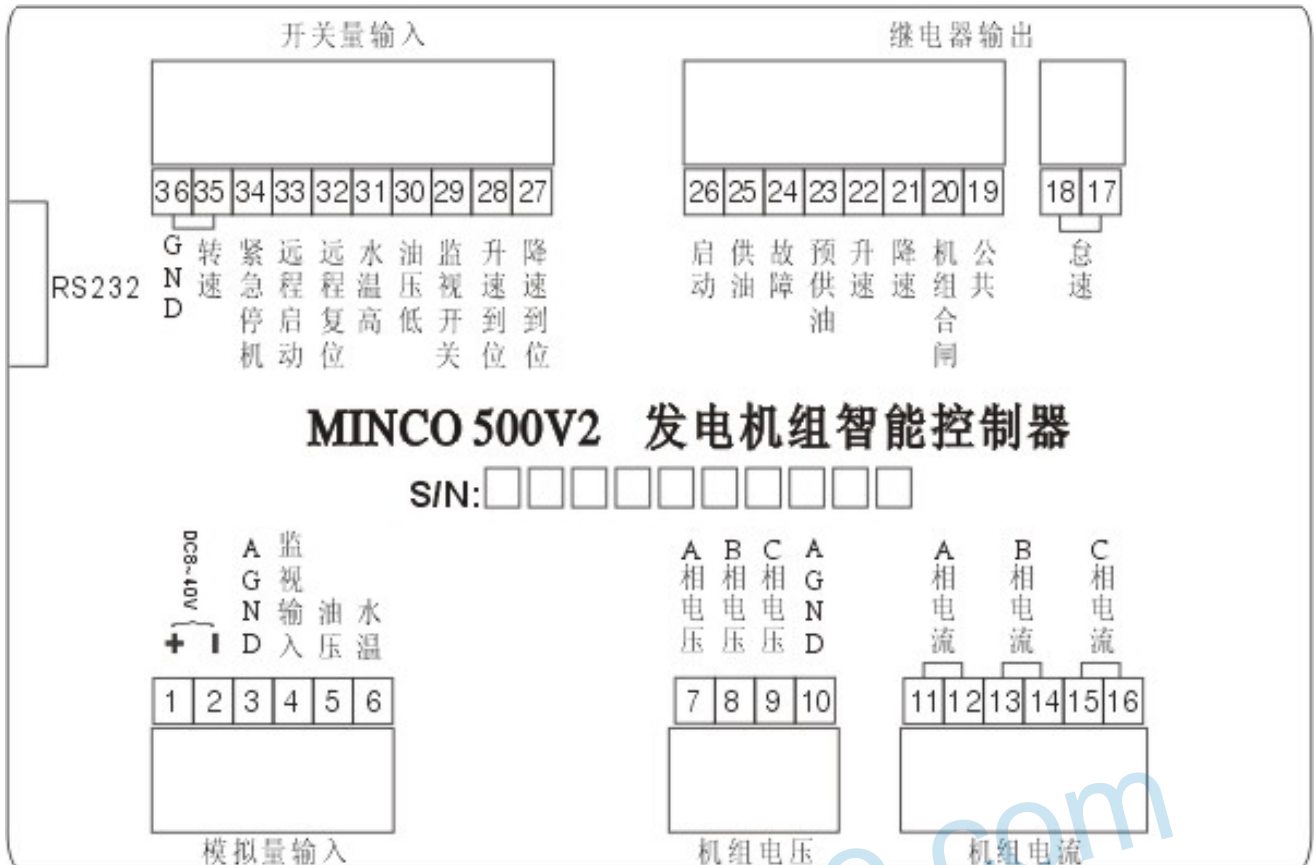 开关量输入
继电器输出
36 35 34 33 32 31 30 29 28 27
26 25 24 23 22 21 20 19
18 17
RS232
GND
转速
紧急停机
远程启动
远程复位
水温高
油压低
监视开关
升速到位
降速到位
启动
供油
故障
预供油
升速
降速
机组合闸
公共
怠速
MINCO 500V2 发电机组智能控制器
S/N:
DC8~40V
+
-
AGND
监视输入
油压
水温
A相电压
B相电压
C相电压
AGND
A相电流
B相电流
C相电流
1 2 3 4 5 6
7 8 9 10
11 12 13 14 15 16
模拟量输入
机组电压
机组电流